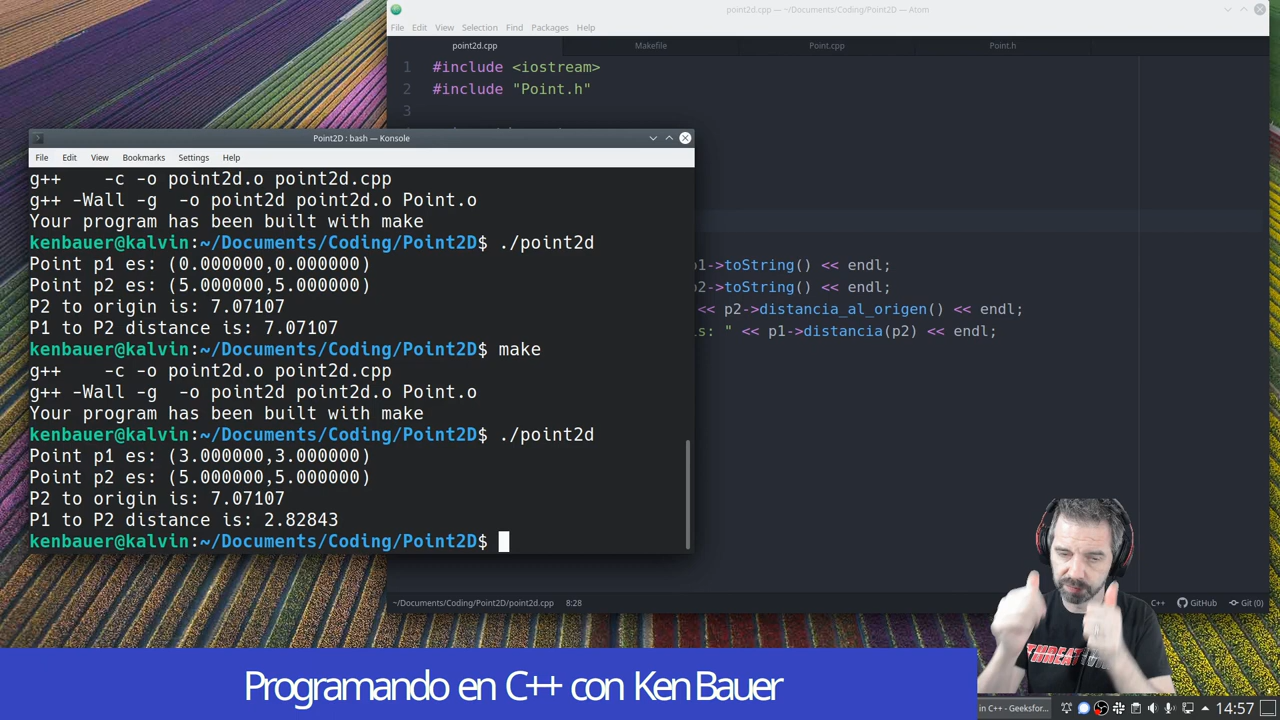 point2d.cpp — ~/Documents/Coding/Point2D — Atom
File Edit View Selection Find Packages Help
point2d.cpp Makefile Point.cpp Point.h
1 #include <iostream>
2 #include "Point.h"
3
Point2D : bash — Konsole
File Edit View Bookmarks Settings Help
g++    -c -o point2d.o point2d.cpp
g++ -Wall -g  -o point2d point2d.o Point.o
Your program has been built with make
kenbauer@kalvin:~/Documents/Coding/Point2D$ ./point2d
Point p1 es: (0.000000,0.000000)
Point p2 es: (5.000000,5.000000)
P2 to origin is: 7.07107
P1 to P2 distance is: 7.07107
kenbauer@kalvin:~/Documents/Coding/Point2D$ make
g++    -c -o point2d.o point2d.cpp
g++ -Wall -g  -o point2d point2d.o Point.o
Your program has been built with make
kenbauer@kalvin:~/Documents/Coding/Point2D$ ./point2d
Point p1 es: (3.000000,3.000000)
Point p2 es: (5.000000,5.000000)
P2 to origin is: 7.07107
P1 to P2 distance is: 2.82843
kenbauer@kalvin:~/Documents/Coding/Point2D$
p1->toString() << endl;
p2->toString() << endl;
<< p2->distancia_al_origen() << endl;
s: " << p1->distancia(p2) << endl;
~/Documents/Coding/Point2D/point2d.cpp 8:28
C++ GitHub Git (0)
Programando en C++ con Ken Bauer
in C++ - Geeksfor... 14:57